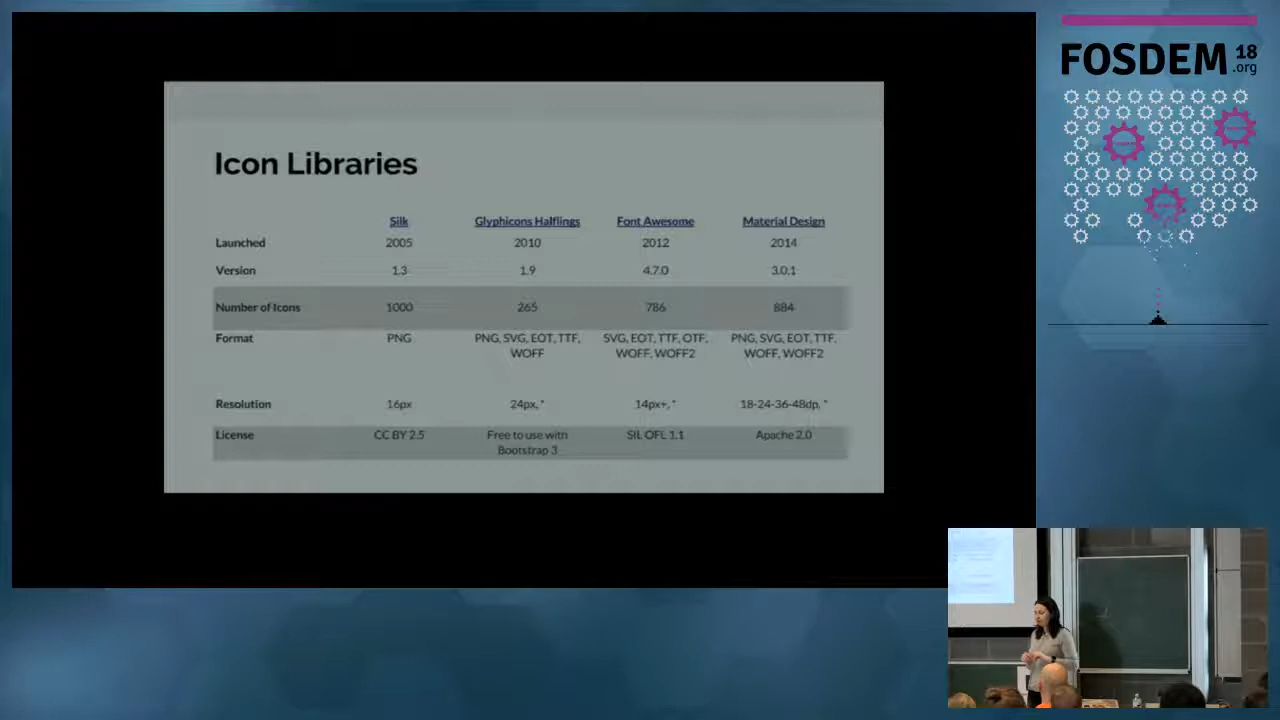 FOSDEM 18
.org
Icon Libraries
Silk Glyphicons Halflings Font Awesome Material Design
Launched 2005 2010 2012 2014
Version 1.3 1.9 4.7.0 3.0.1
Number of Icons 1000 265 786 884
Format PNG PNG, SVG, EOT, TTF, SVG, EOT, TTF, OTF, PNG, SVG, EOT, TTF,
WOFF WOFF, WOFF2 WOFF, WOFF2
Resolution 16px 24px, * 14px+, * 18-24-36-48dp, *
License CC BY 2.5 Free to use with SIL OFL 1.1 Apache 2.0
Bootstrap 3